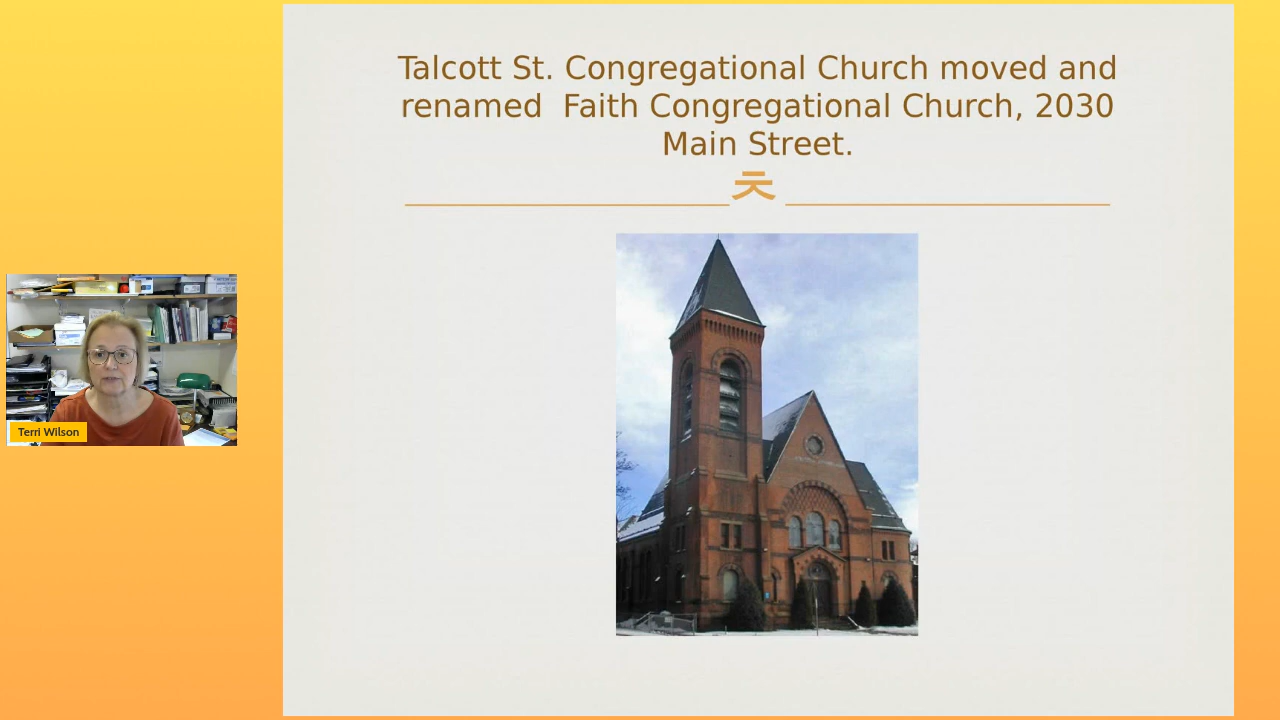 Talcott St. Congregational Church moved and
renamed  Faith Congregational Church, 2030
Main Street.
ㅊ
Terri Wilson